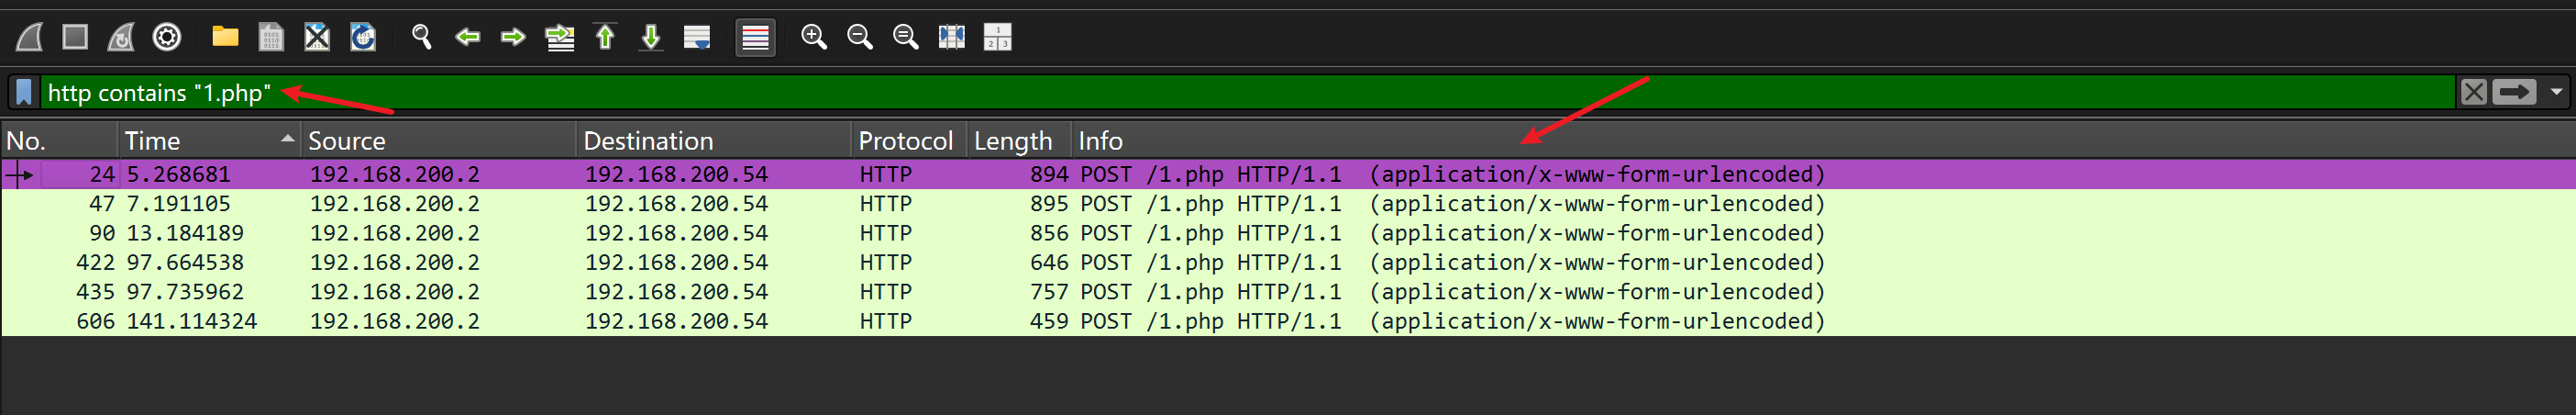 http contains "1.php"
No. Time Source Destination Protocol Length Info
24 5.268681 192.168.200.2 192.168.200.54 HTTP 894 POST /1.php HTTP/1.1 (application/x-www-form-urlencoded)
47 7.191105 192.168.200.2 192.168.200.54 HTTP 895 POST /1.php HTTP/1.1 (application/x-www-form-urlencoded)
90 13.184189 192.168.200.2 192.168.200.54 HTTP 856 POST /1.php HTTP/1.1 (application/x-www-form-urlencoded)
422 97.664538 192.168.200.2 192.168.200.54 HTTP 646 POST /1.php HTTP/1.1 (application/x-www-form-urlencoded)
435 97.735962 192.168.200.2 192.168.200.54 HTTP 757 POST /1.php HTTP/1.1 (application/x-www-form-urlencoded)
606 141.114324 192.168.200.2 192.168.200.54 HTTP 459 POST /1.php HTTP/1.1 (application/x-www-form-urlencoded)